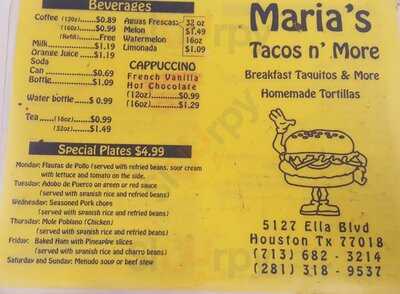 Beverages
Coffee (12oz)......$0.89
(16oz)......$0.99
(Refill)......Free
Milk..................$1.19
Orange Juice......$1.19
Soda
Can....................$0.69
Bottle................$1.09
Water bottle.....$ 0.99
Tea......(16oz)......$0.99
(32oz)......$1.49
Aguas Frescas: 32 oz
Melon $1.49
Watermelon 16oz
Limonada $1.09
CAPPUCCINO
French Vanilla
Hot Chocolate
(12oz)..........$0.99
(16oz)..........$1.29
Special Plates $4.99
Monday: Flautas de Pollo (served with refried beans, sour cream
with lettuce and tomato on the side.
Tuesday: Adobo de Puerco on green or red sauce
(served with spanish rice and refried beans)
Wednesday: Seasoned Pork chops
(served with spanish rice and refried beans)
Thursday: Mole Poblano (Chicken)
(served with spanish rice and refried beans)
Friday: Baked Ham with Pineapple slices
(served with spanish rice and charro beans)
Saturday and Sunday: Menudo sour or beef stew
Maria's
Tacos n' More
Breakfast Taquitos & More
Homemade Tortillas
5127 Ella Blvd
Houston Tx 77018
(713) 682 - 3214
(281) 318 - 9537